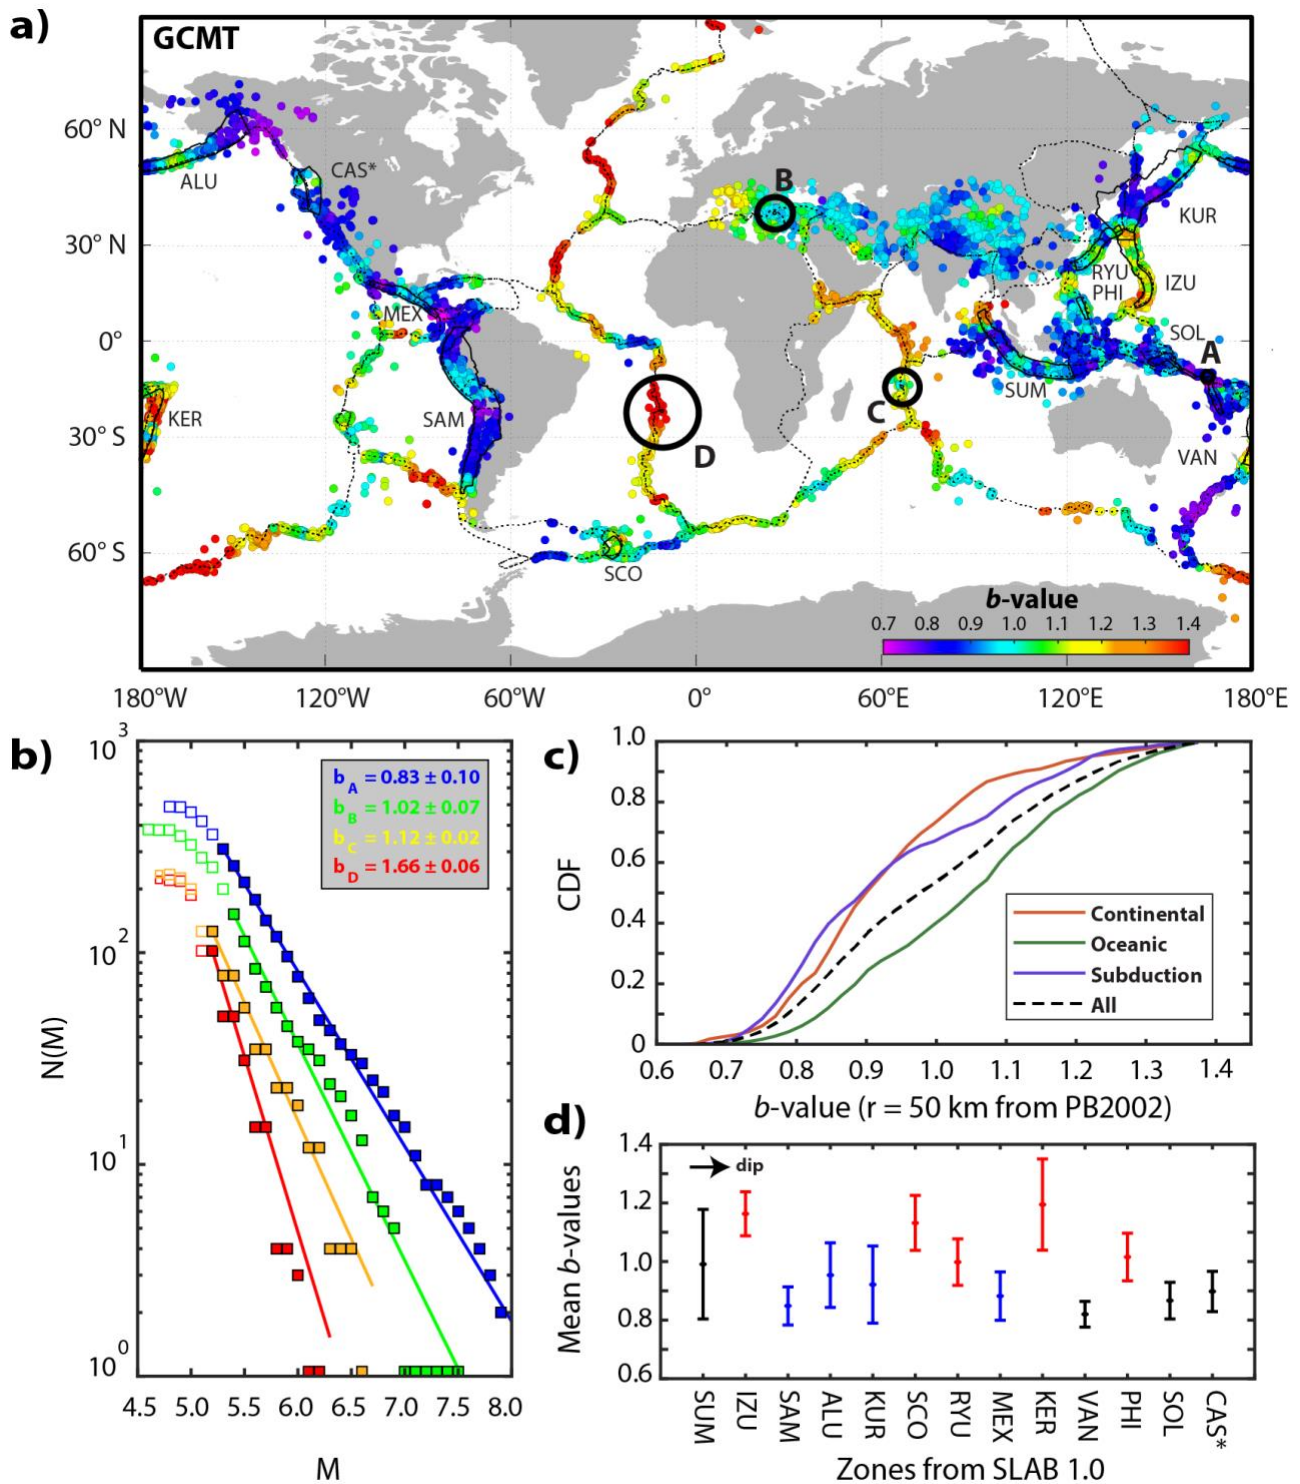 a)
GCMT
60° N
30° N
0°
30° S
60° S
ALU
CAS*
MEX
SAM
KER
SCO
B
C
D
A
KUR
RYU
PHI
IZU
SOL
SUM
VAN
b-value
0.7 0.8 0.9 1.0 1.1 1.2 1.3 1.4
180°W 120°W 60°W 0° 60°E 120°E 180°E
b)
b_A = 0.83 ± 0.10
b_B = 1.02 ± 0.07
b_C = 1.12 ± 0.02
b_D = 1.66 ± 0.06
10³
10²
10¹
10⁰
N(M)
4.5 5.0 5.5 6.0 6.5 7.0 7.5 8.0
M
c)
1.0
0.8
0.6
0.4
0.2
0
CDF
Continental
Oceanic
Subduction
All
0.6 0.7 0.8 0.9 1.0 1.1 1.2 1.3 1.4
b-value (r = 50 km from PB2002)
d)
1.4
1.2
1.0
0.8
0.6
Mean b-values
dip
SUM IZU SAM ALU KUR SCO RYU MEX KER VAN PHI SOL CAS*
Zones from SLAB 1.0